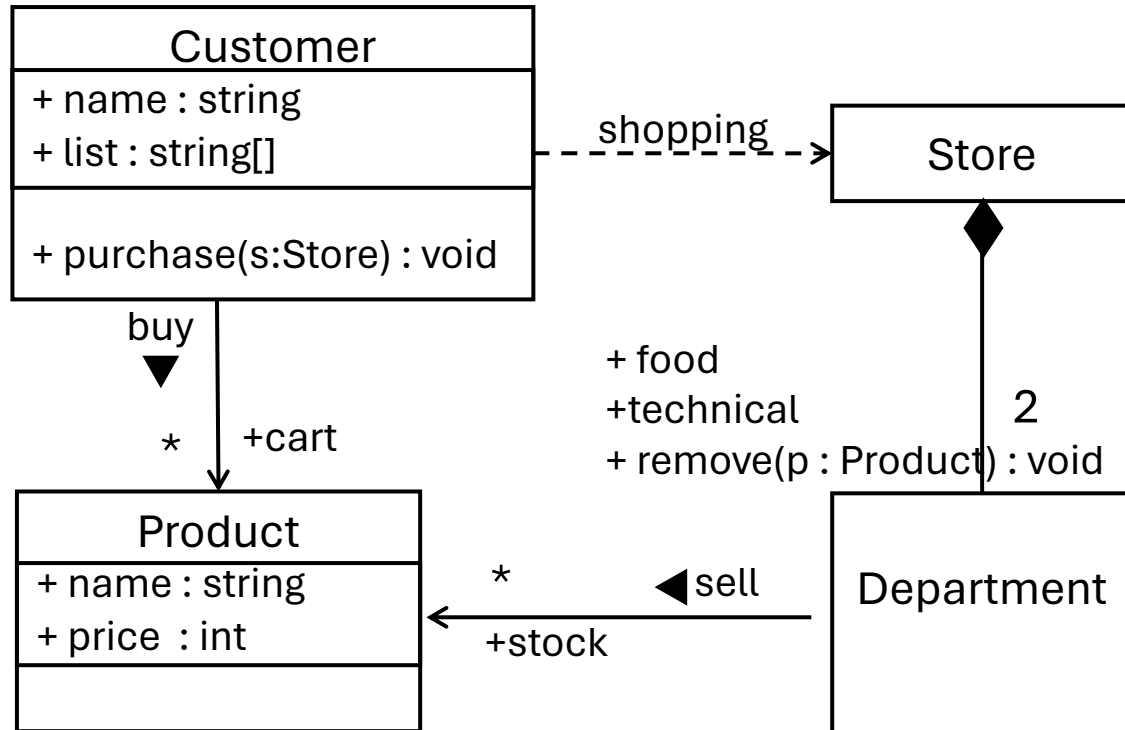 Customer
+ name : string
+ list : string[]
+ purchase(s:Store) : void
shopping
Store
buy
*
+cart
+ food
+technical
+ remove(p : Product) : void
2
Product
+ name : string
+ price : int
*
sell
+stock
Department